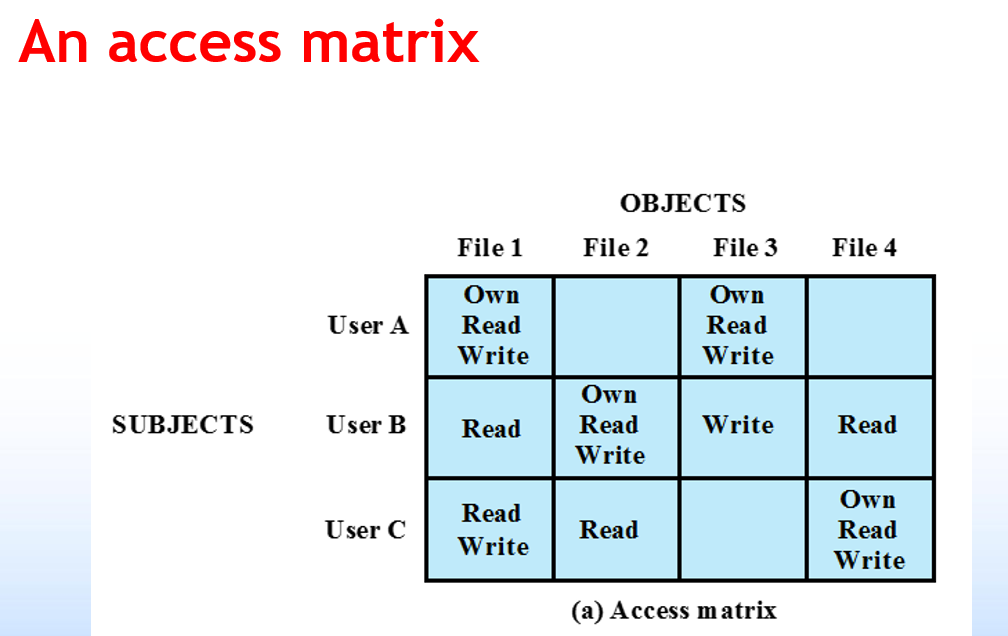 An access matrix
OBJECTS
File 1 File 2 File 3 File 4
User A
Own
Read
Write
Own
Read
Write
SUBJECTS
User B
Read
Own
Read
Write
Write
Read
User C
Read
Write
Read
Own
Read
Write
(a) Access matrix